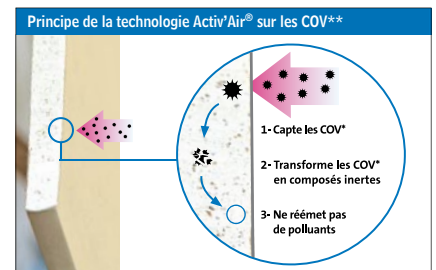 Principe de la technologie Activ'Air® sur les COV**
1- Capte les COV*
2- Transforme les COV*
en composés inertes
3- Ne réémet pas
de polluants